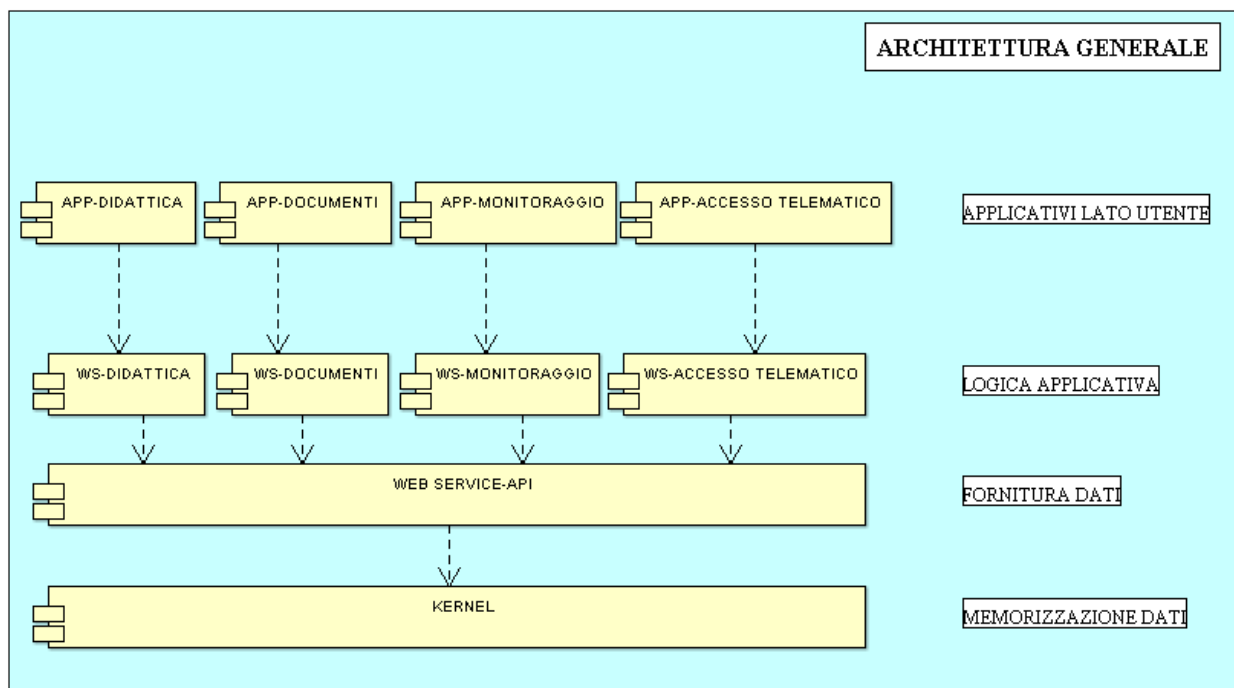 ARCHITETTURA GENERALE
APP-DIDATTICA
APP-DOCUMENTI
APP-MONITORAGGIO
APP-ACCESSO TELEMATICO
APPLICATIVI LATO UTENTE
WS-DIDATTICA
WS-DOCUMENTI
WS-MONITORAGGIO
WS-ACCESSO TELEMATICO
LOGICA APPLICATIVA
WEB SERVICE-API
FORNITURA DATI
KERNEL
MEMORIZZAZIONE DATI